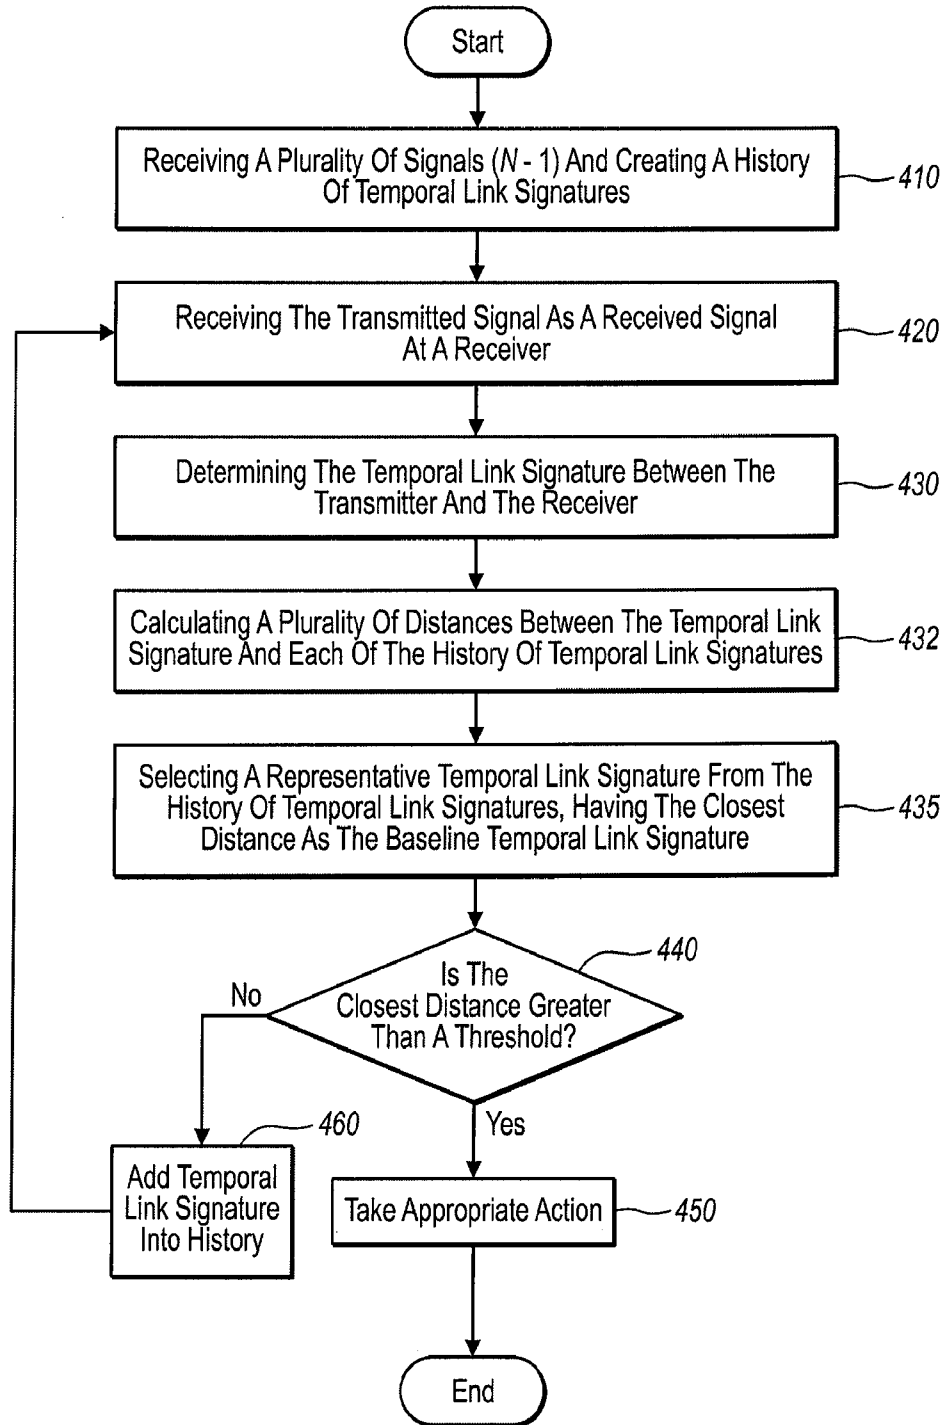 Start
Receiving A Plurality Of Signals (N - 1) And Creating A History
Of Temporal Link Signatures
410
Receiving The Transmitted Signal As A Received Signal
At A Receiver
420
Determining The Temporal Link Signature Between The
Transmitter And The Receiver
430
Calculating A Plurality Of Distances Between The Temporal Link
Signature And Each Of The History Of Temporal Link Signatures
432
Selecting A Representative Temporal Link Signature From The
History Of Temporal Link Signatures, Having The Closest
Distance As The Baseline Temporal Link Signature
435
440
Is The
Closest Distance Greater
Than A Threshold?
No
Yes
460
Add Temporal
Link Signature
Into History
Take Appropriate Action
450
End